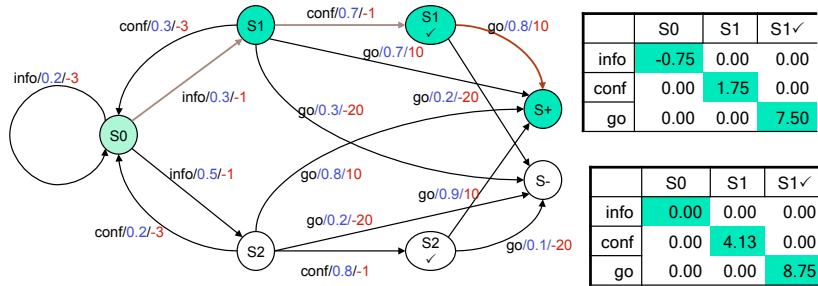 conf/0.3/-3
S1
conf/0.7/-1
S1
✓
go/0.8/10
go/0.7/10
info/0.2/-3
info/0.3/-1
go/0.3/-20
go/0.2/-20
S0
S+
info/0.5/-1
go/0.8/10
S-
go/0.9/10
conf/0.2/-3
go/0.2/-20
S2
S2
✓
go/0.1/-20
conf/0.8/-1
S0 S1 S1✓
info -0.75 0.00 0.00
conf 0.00 1.75 0.00
go 0.00 0.00 7.50
S0 S1 S1✓
info 0.00 0.00 0.00
conf 0.00 4.13 0.00
go 0.00 0.00 8.75